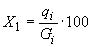 X₁ = qᵢ / Gᵢ · 100